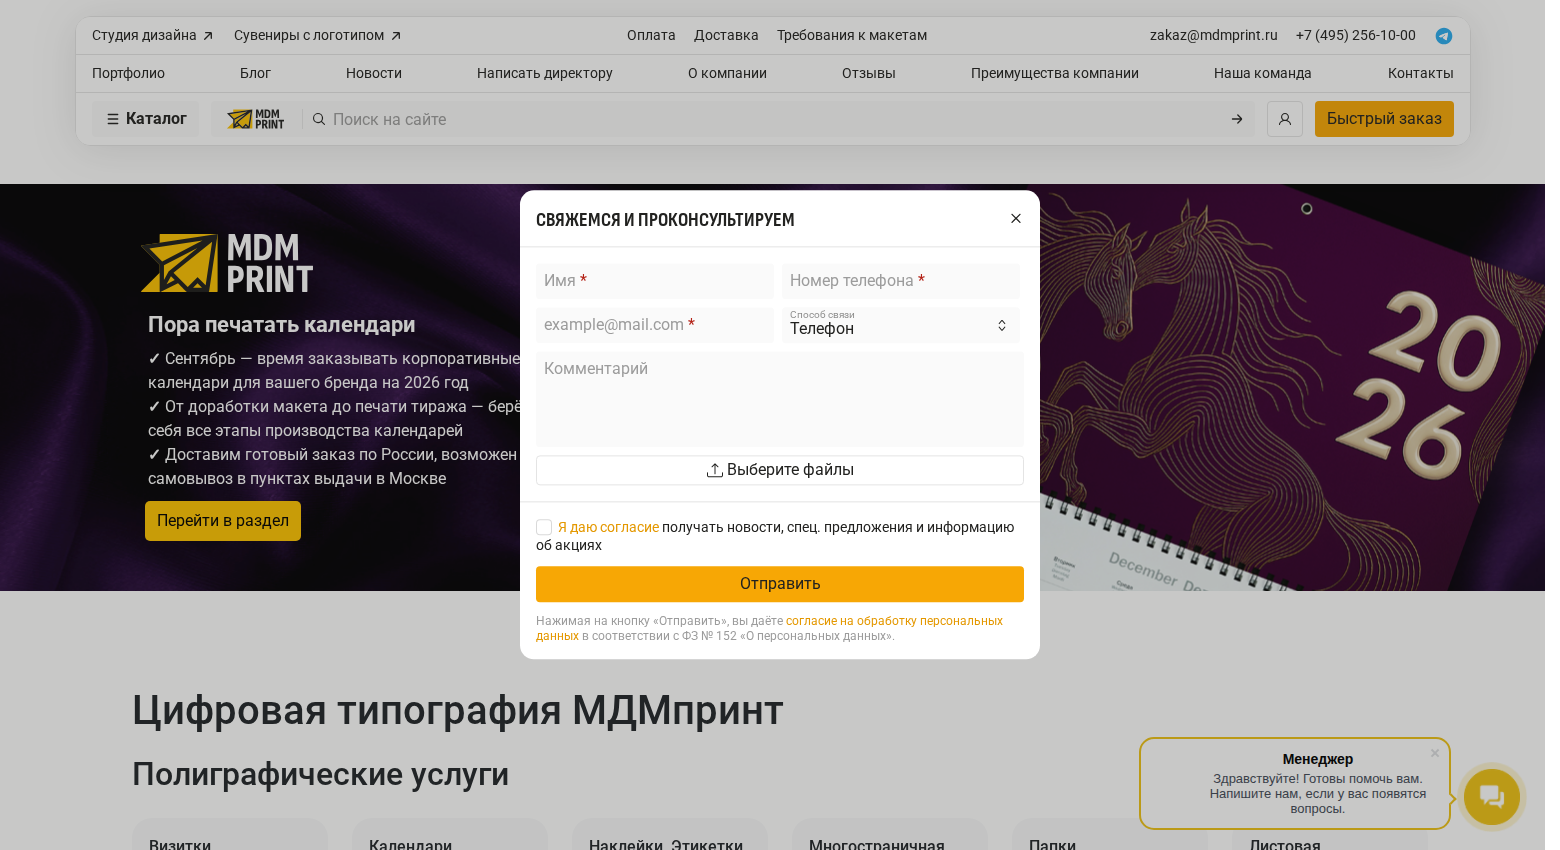 Студия дизайна
Сувениры с логотипом
Оплата
Доставка
Требования к макетам
zakaz@mdmprint.ru
+7 (495) 256-10-00
Портфолио
Блог
Новости
Написать директору
О компании
Отзывы
Преимущества компании
Наша команда
Контакты
Каталог
MDM
PRINT
Поиск на сайте
Быстрый заказ
MDM
PRINT
Пора печатать календари
✓ Сентябрь — время заказывать корпоративные
календари для вашего бренда на 2026 год
✓ От доработки макета до печати тиража — берё
себя все этапы производства календарей
✓ Доставим готовый заказ по России, возможен
самовывоз в пунктах выдачи в Москве
Перейти в раздел
СВЯЖЕМСЯ И ПРОКОНСУЛЬТИРУЕМ
Имя *
Номер телефона *
example@mail.com *
Способ связи
Телефон
Комментарий
Выберите файлы
Я даю согласие получать новости, спец. предложения и информацию
об акциях
Отправить
Нажимая на кнопку «Отправить», вы даёте согласие на обработку персональных
данных в соответствии с ФЗ № 152 «О персональных данных».
20
26
December
Цифровая типография МДМпринт
Полиграфические услуги
Менеджер
Здравствуйте! Готовы помочь вам.
Напишите нам, если у вас появятся
вопросы.
Визитки
Календари
Наклейки, Этикетки
Многостраничная
Папки
Листовая